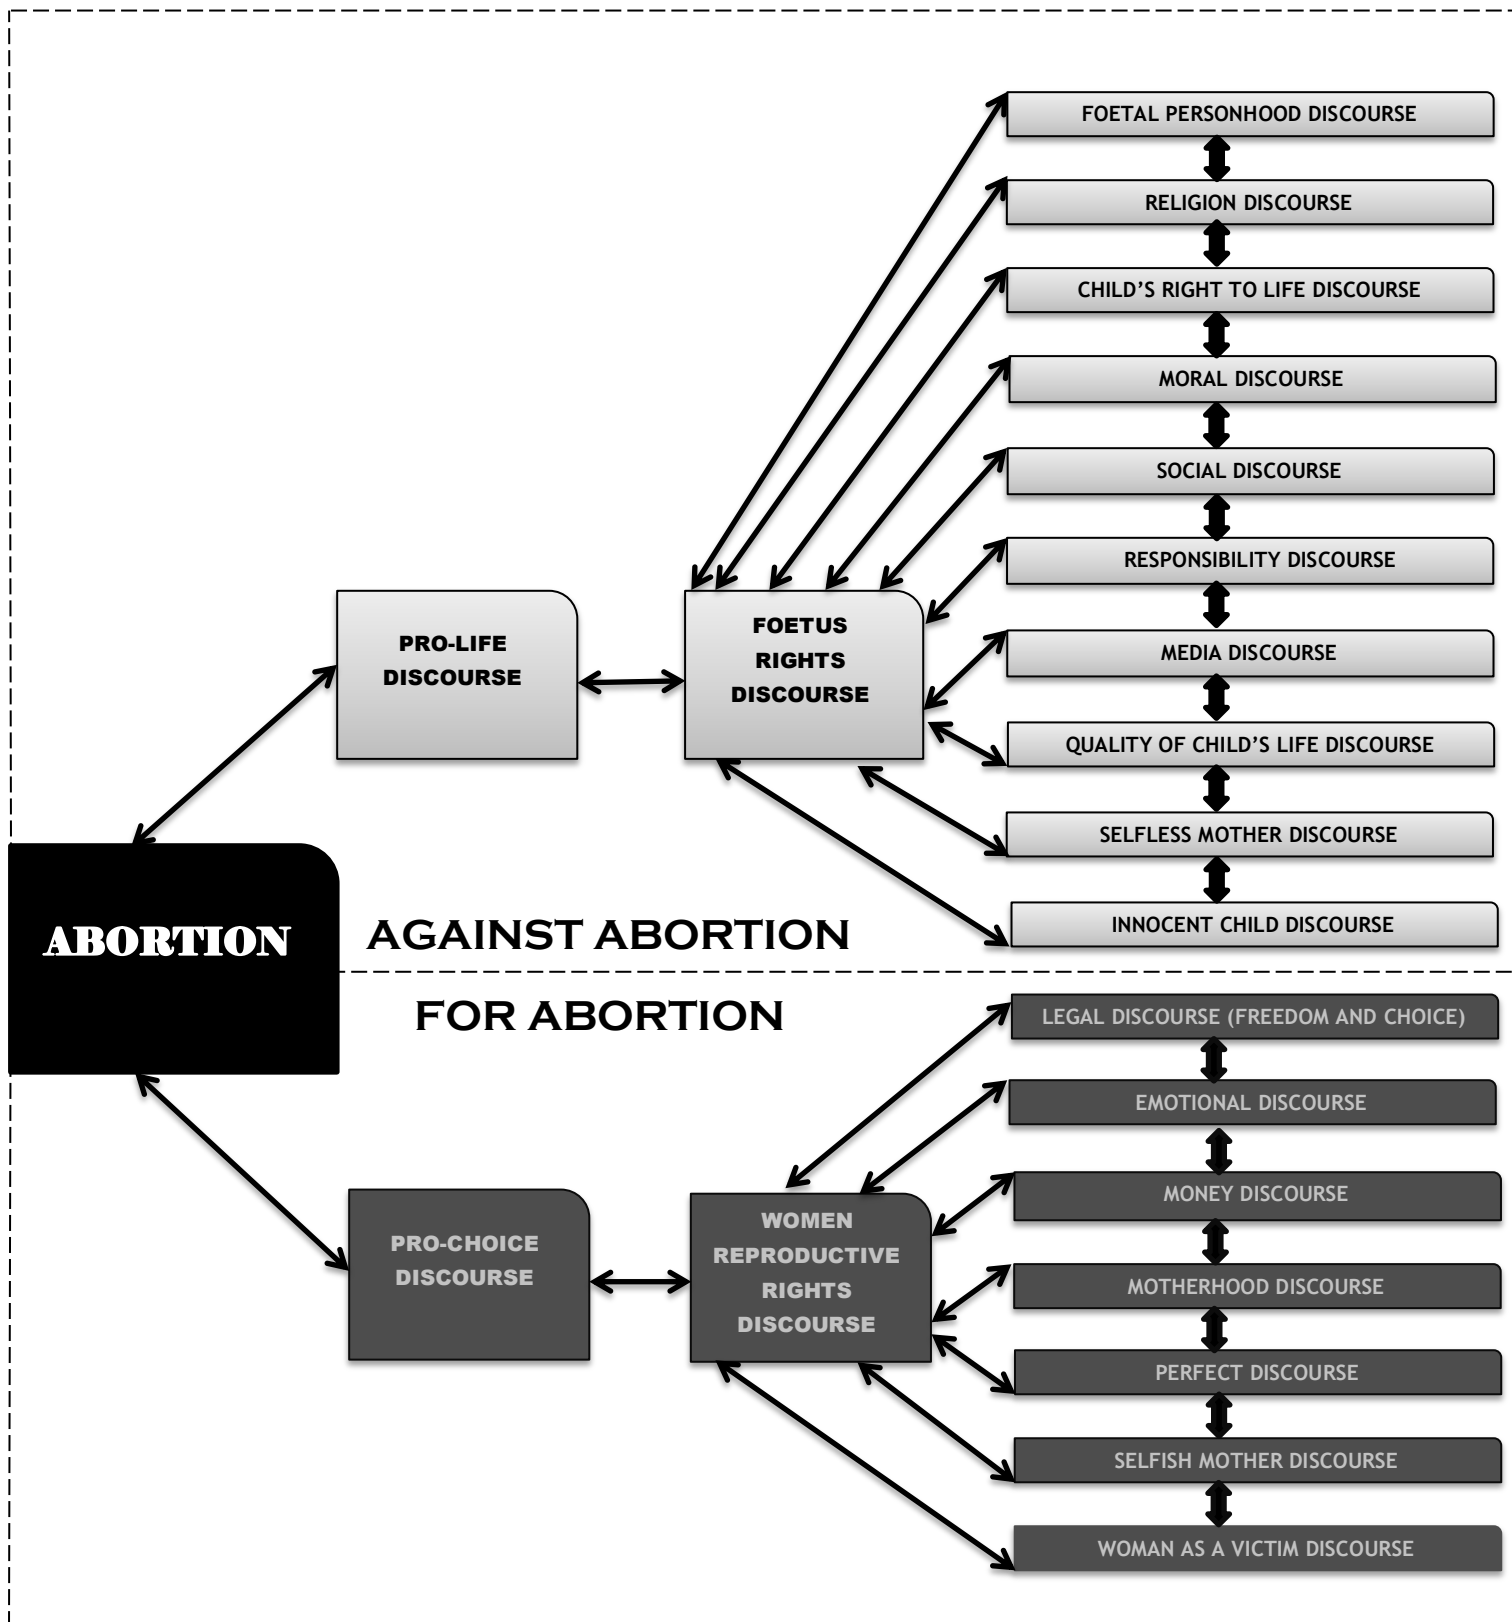 FOETAL PERSONHOOD DISCOURSE
RELIGION DISCOURSE
CHILD'S RIGHT TO LIFE DISCOURSE
MORAL DISCOURSE
SOCIAL DISCOURSE
RESPONSIBILITY DISCOURSE
MEDIA DISCOURSE
QUALITY OF CHILD'S LIFE DISCOURSE
SELFLESS MOTHER DISCOURSE
INNOCENT CHILD DISCOURSE
FOETUS
RIGHTS
DISCOURSE
PRO-LIFE
DISCOURSE
ABORTION
AGAINST ABORTION
FOR ABORTION
PRO-CHOICE
DISCOURSE
WOMEN
REPRODUCTIVE
RIGHTS
DISCOURSE
LEGAL DISCOURSE (FREEDOM AND CHOICE)
EMOTIONAL DISCOURSE
MONEY DISCOURSE
MOTHERHOOD DISCOURSE
PERFECT DISCOURSE
SELFISH MOTHER DISCOURSE
WOMAN AS A VICTIM DISCOURSE